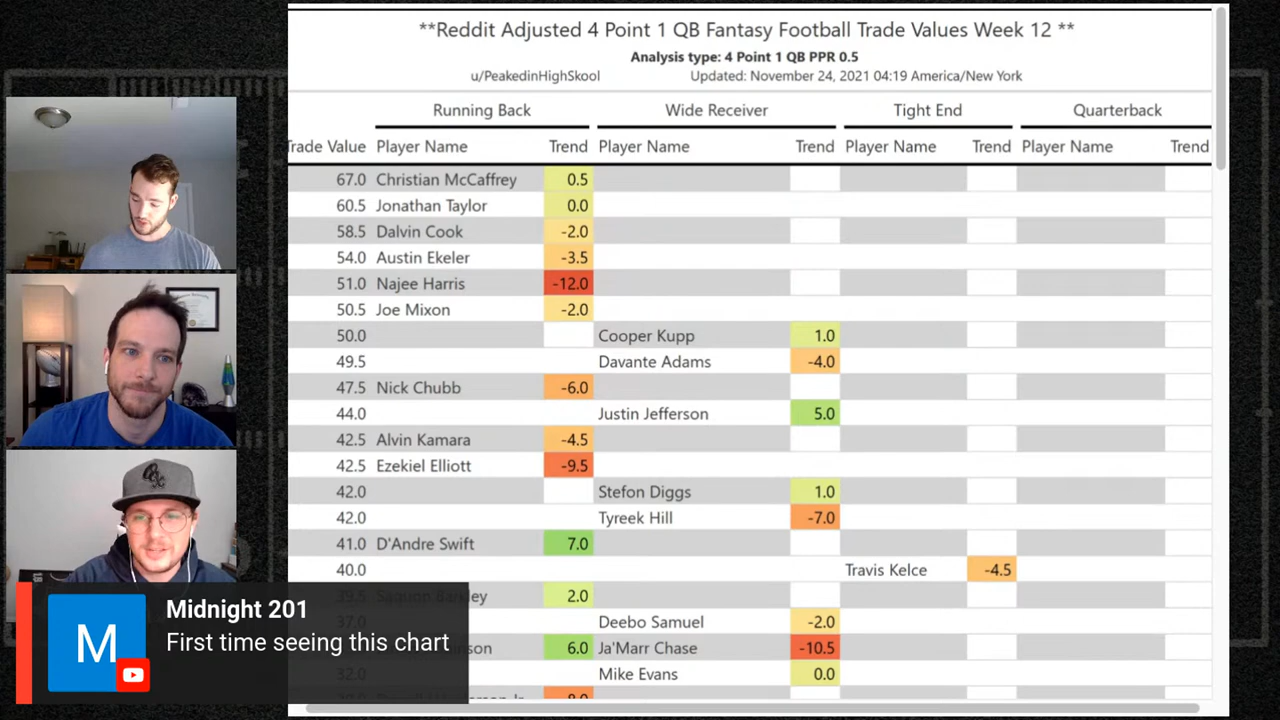 **Reddit Adjusted 4 Point 1 QB Fantasy Football Trade Values Week 12 **
Analysis type: 4 Point 1 QB PPR 0.5
u/PeakedinHighSkool Updated: November 24, 2021 04:19 America/New York
Running Back Wide Receiver Tight End Quarterback
Trade Value Player Name Trend Player Name Trend Player Name Trend Player Name Trend
67.0 Christian McCaffrey 0.5
60.5 Jonathan Taylor 0.0
58.5 Dalvin Cook -2.0
54.0 Austin Ekeler -3.5
51.0 Najee Harris -12.0
50.5 Joe Mixon -2.0
50.0 Cooper Kupp 1.0
49.5 Davante Adams -4.0
47.5 Nick Chubb -6.0
44.0 Justin Jefferson 5.0
42.5 Alvin Kamara -4.5
42.5 Ezekiel Elliott -9.5
42.0 Stefon Diggs 1.0
42.0 Tyreek Hill -7.0
41.0 D'Andre Swift 7.0
40.0 Travis Kelce -4.5
39.5 Saquon Barkley 2.0
37.0 Deebo Samuel -2.0
6.0 Ja'Marr Chase -10.5
32.0 Mike Evans 0.0
M
Midnight 201
First time seeing this chart